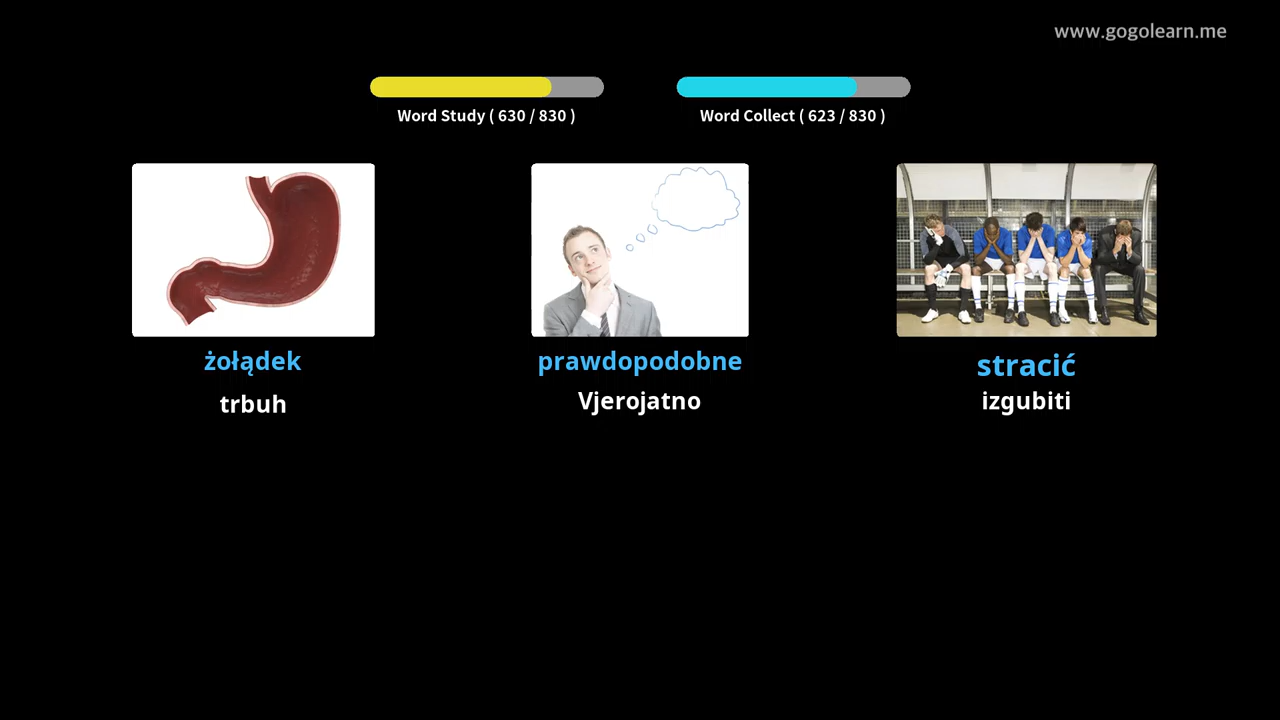 www.gogolearn.me
Word Study ( 630 / 830 )
Word Collect ( 623 / 830 )
żołądek
prawdopodobne
stracić
trbuh
Vjerojatno
izgubiti